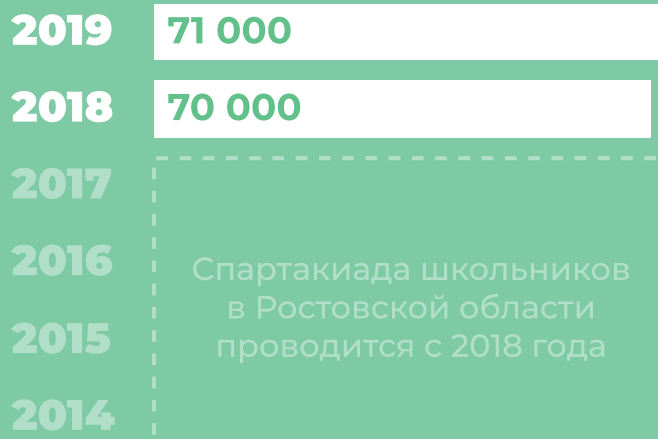 2019 71 000
2018 70 000
2017
2016
Спартакиада школьников
в Ростовской области
2015
проводится с 2018 года
2014